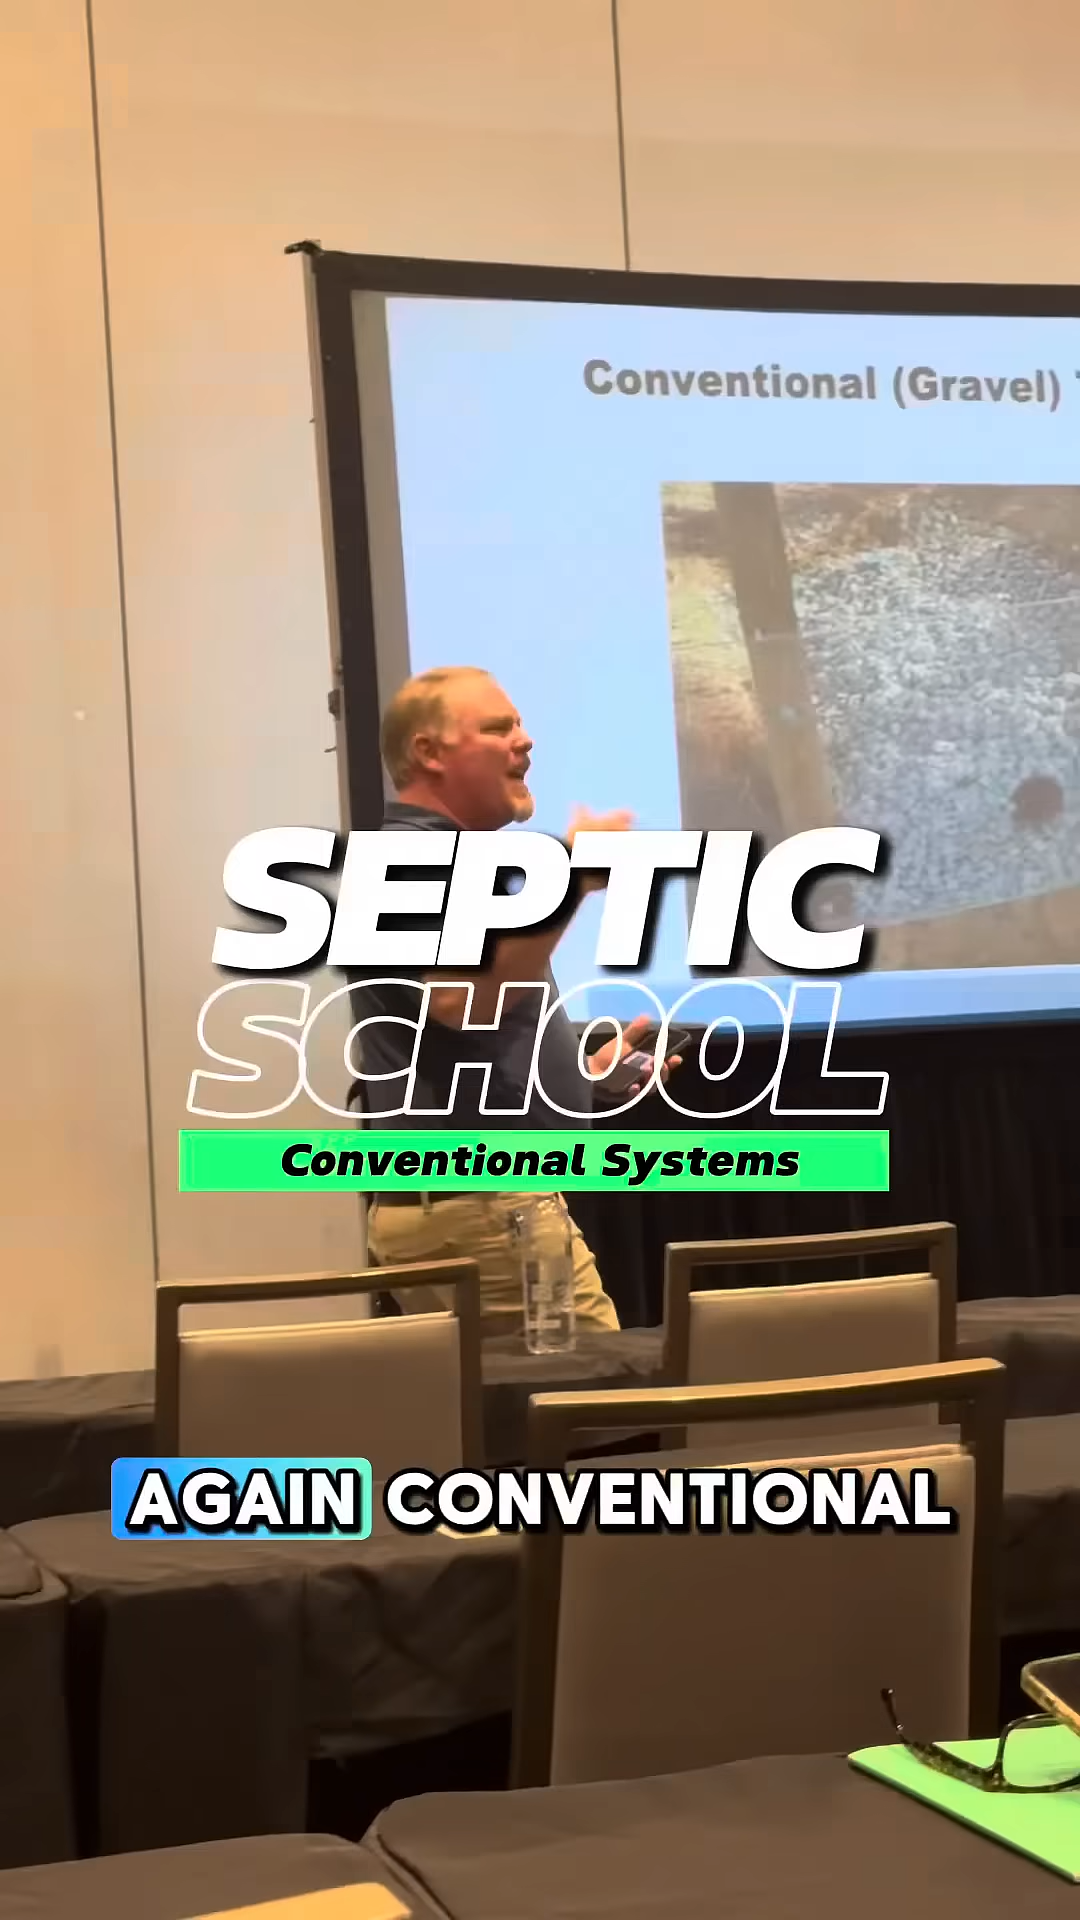 Conventional (Gravel)
SEPTIC
SCHOOL
Conventional Systems
AGAIN CONVENTIONAL